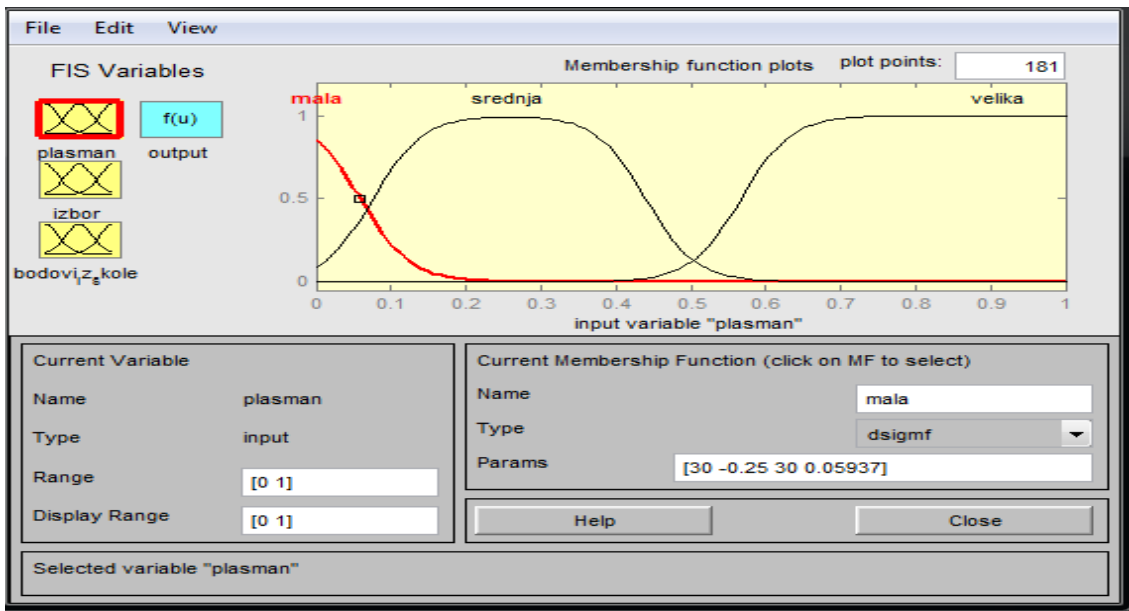 File Edit View
FIS Variables
Membership function plots plot points: 181
mala srednja velika
f(u)
plasman output
izbor
bodovi_iz_skole
1
0.5
0
0 0.1 0.2 0.3 0.4 0.5 0.6 0.7 0.8 0.9 1
input variable "plasman"
Current Variable
Name plasman
Type input
Range [0 1]
Display Range [0 1]
Current Membership Function (click on MF to select)
Name mala
Type dsigmf
Params [30 -0.25 30 0.05937]
Help Close
Selected variable "plasman"